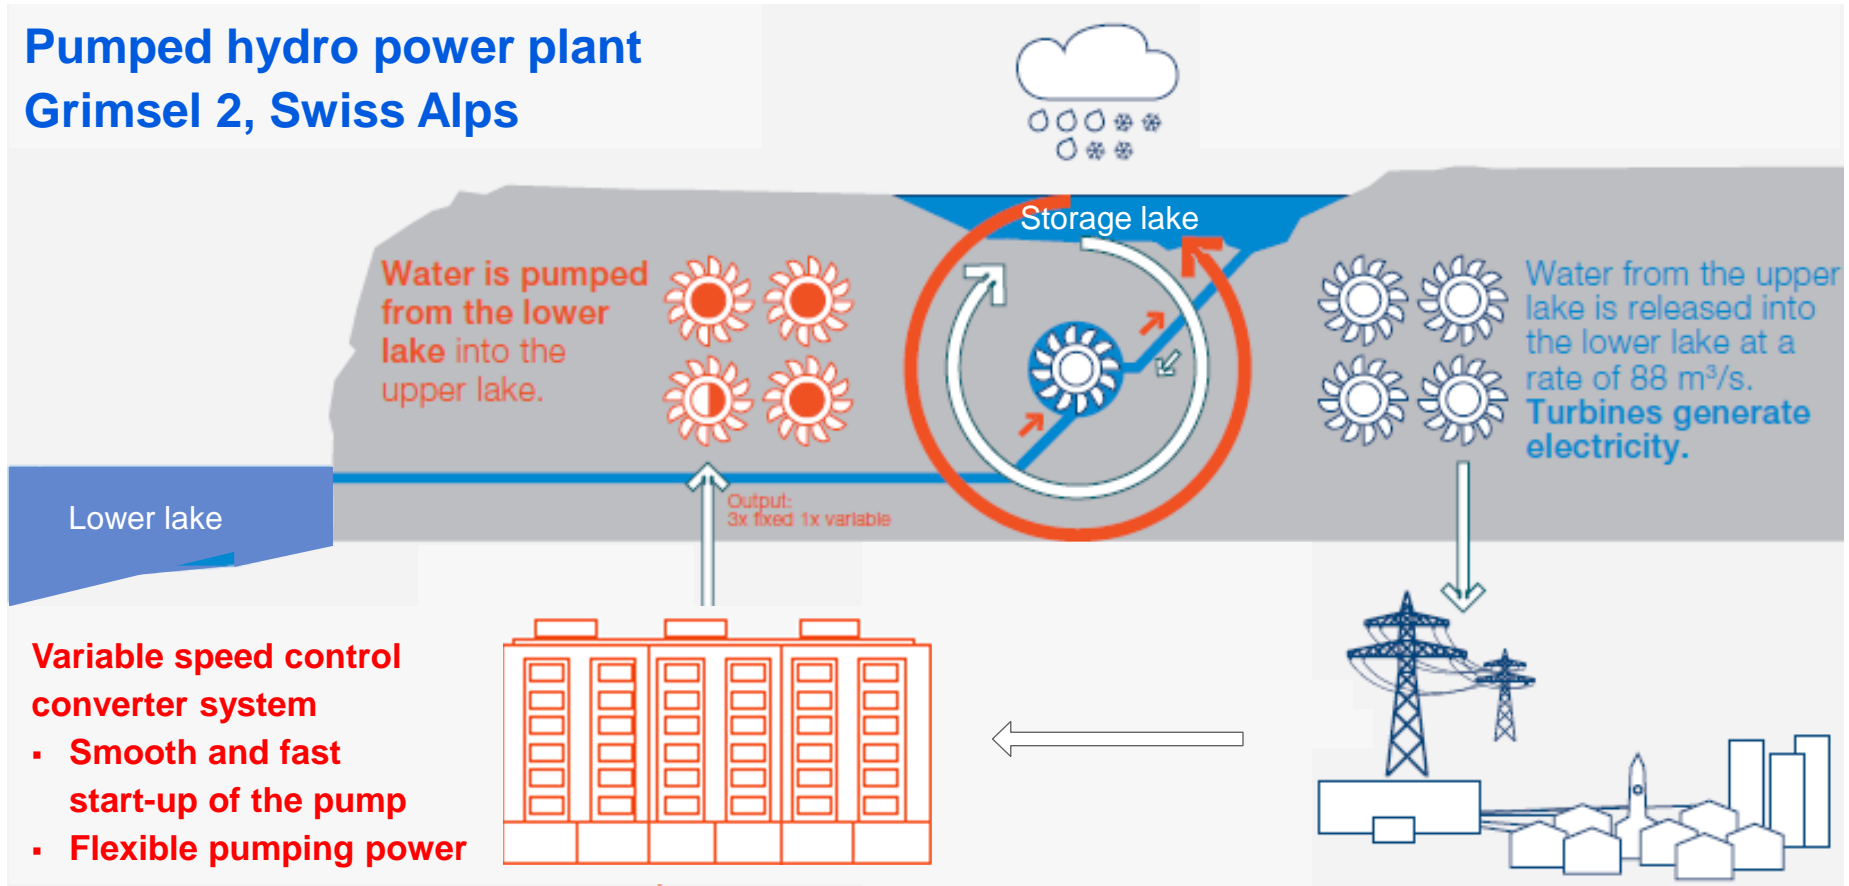 Pumped hydro power plant
Grimsel 2, Swiss Alps
Storage lake
Water is pumped
from the lower
lake into the
upper lake.
Water from the upper
lake is released into
the lower lake at a
rate of 88 m³/s.
Turbines generate
electricity.
Output:
3x fixed 1x variable
Lower lake
Variable speed control
converter system
▪ Smooth and fast
start-up of the pump
▪ Flexible pumping power